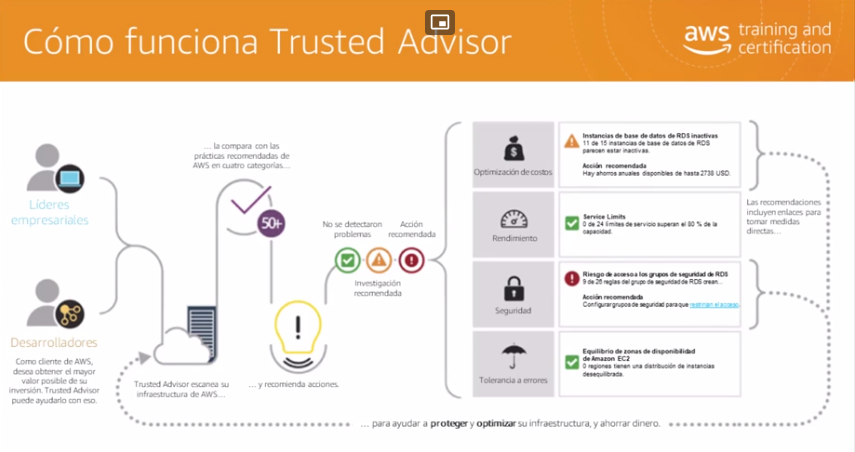 Cómo funciona Trusted Advisor
aws training and
certification
Líderes
empresariales
Desarrolladores
Como cliente de AWS,
desea obtener el mayor
valor posible de su
inversión. Trusted Advisor
puede ayudarlo con eso.
Trusted Advisor escanea su
infraestructura de AWS…
… la compara con las
prácticas recomendadas de
AWS en cuatro categorías…
50+
… y recomienda acciones.
No se detectaron
problemas
Investigación
recomendada
Acción
recomendada
Optimización de costos
Instancias de base de datos de RDS inactivas
11 de 15 instancias de base de datos de RDS
parecen estar inactivas.
Acción recomendada
Hay ahorros anuales disponibles de hasta 2738 USD.
Rendimiento
Service Limits
0 de 24 límites de servicio superan el 80 % de la
capacidad.
Seguridad
Riesgo de acceso a los grupos de seguridad de RDS
9 de 26 reglas del grupo de seguridad de RDS crean…
Acción recomendada
Configurar grupos de seguridad para que restrinjan el acceso.
Tolerancia a errores
Equilibrio de zonas de disponibilidad
de Amazon EC2
0 regiones tienen una distribución de instancias
desequilibrada.
Las recomendaciones
incluyen enlaces para
tomar medidas
directas…
… para ayudar a proteger y optimizar su infraestructura, y ahorrar dinero.